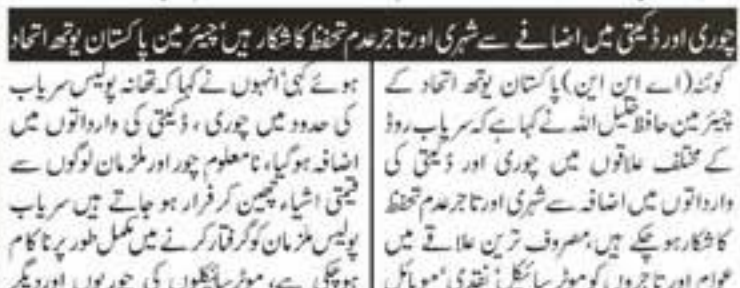 چوری اور ڈکیتی میں اضافے سے شہری اور تاجر عدم تحفظ کا شکار ہیں، چیئرمین پاکستان یوتھ اتحاد
کوئٹہ (اے این این) پاکستان یوتھ اتحاد کے
چیئرمین حافظ خلیل اللہ نے کہا ہے کہ سریاب روڈ
کے مختلف علاقوں میں چوری اور ڈکیتی کی
وارداتوں میں اضافہ سے شہری اور تاجر عدم تحفظ
کا شکار ہو چکے ہیں، مصروف ترین علاقے میں
عوام اور تاجروں کو موٹر سائیکل، نقدی، موبائل
ہوئے کہی، انہوں نے کہا کہ تھانہ پولیس سریاب
کی حدود میں چوری، ڈکیتی کی وارداتوں میں
اضافہ ہو گیا، نا معلوم چور اور ملزمان لوگوں سے
قیمتی اشیاء چھین کر فرار ہو جاتے ہیں سریاب
پولیس ملزمان کو گرفتار کرنے میں مکمل طور پر ناکام
ہوچکی ہے، موٹر سائیکلوں کی چوریوں اور دیگر